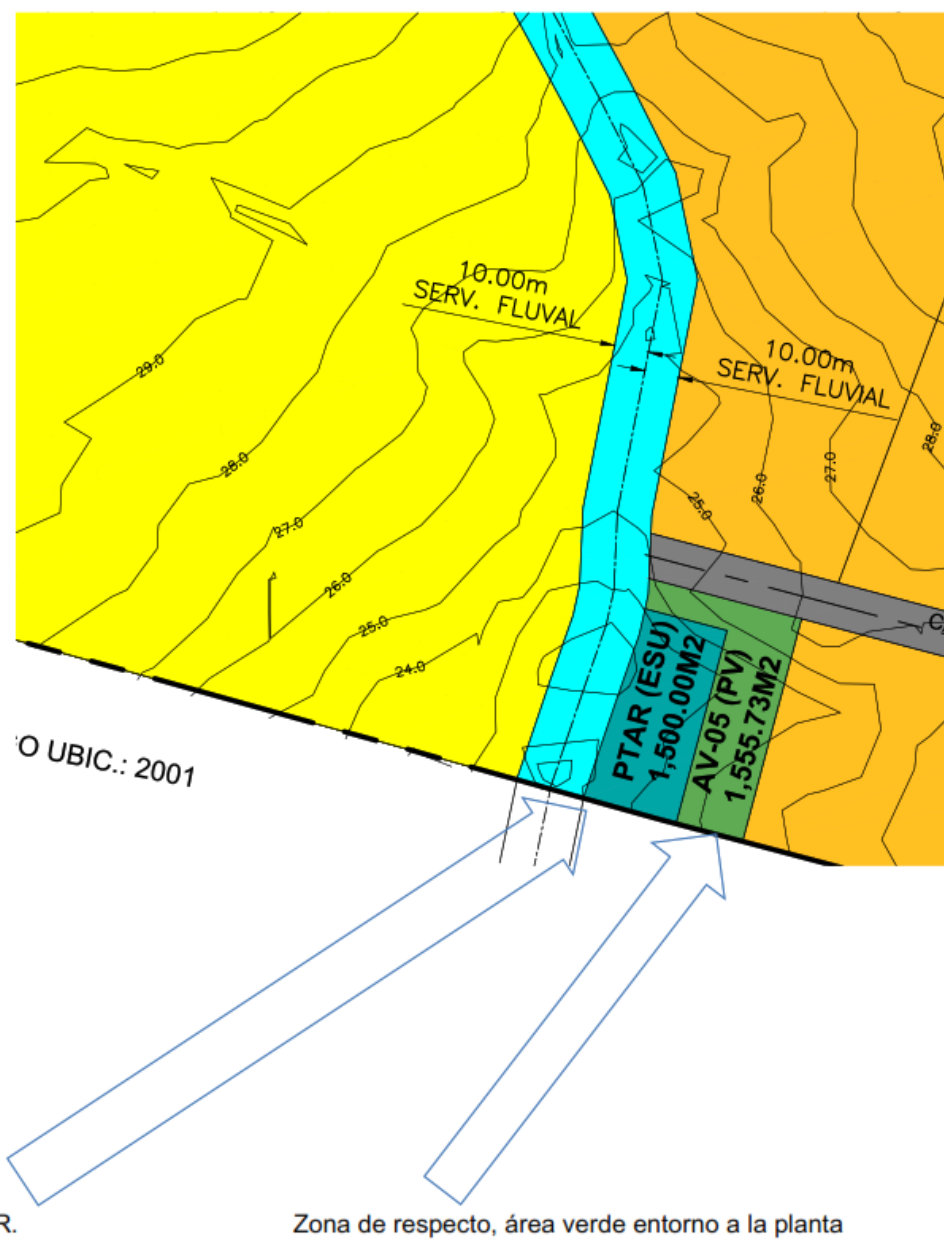 10.00m
SERV. FLUVAL
10.00m
SERV. FLUVIAL
29.0
28.0
27.0
26.0
25.0
24.0
25.0
26.0
27.0
28.0
PTAR (ESU)
1,500.00M2
AV-05 (PV)
1,555.73M2
O UBIC.: 2001
R.
Zona de respecto, área verde entorno a la planta